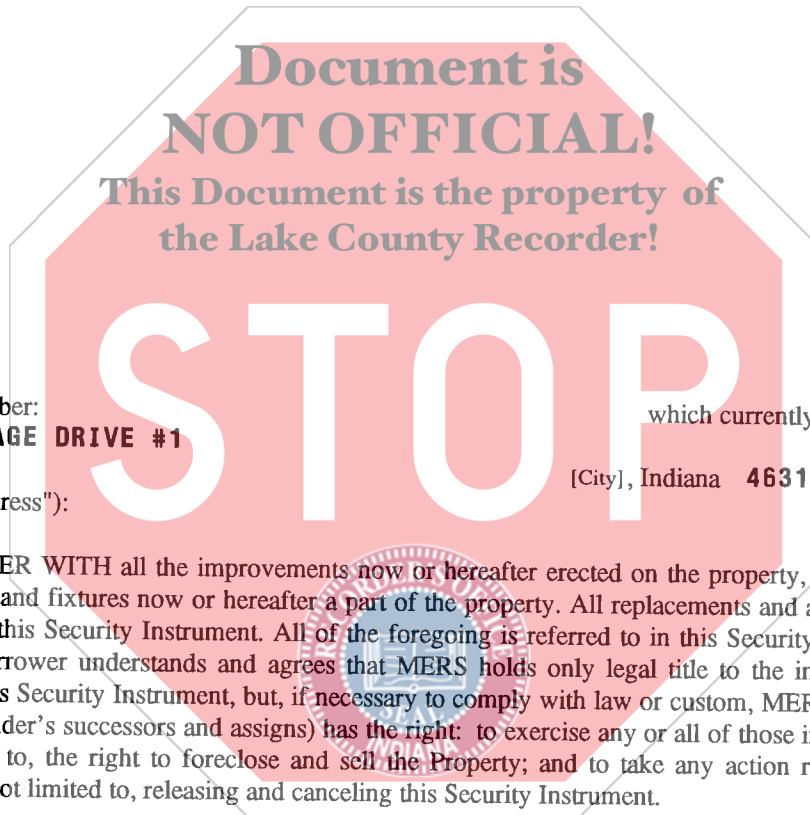 Document is
NOT OFFICIAL!
This Document is the property of
the Lake County Recorder!
STOP
ber:
AGE DRIVE #1
which currently
[City], Indiana 4631
ress"):
ER WITH all the improvements now or hereafter erected on the property,
and fixtures now or hereafter a part of the property. All replacements and a
this Security Instrument. All of the foregoing is referred to in this Security
rrower understands and agrees that MERS holds only legal title to the in
s Security Instrument, but, if necessary to comply with law or custom, MER
der's successors and assigns) has the right: to exercise any or all of those i
to, the right to foreclose and sell the Property; and to take any action r
ot limited to, releasing and canceling this Security Instrument.
RECORDER'S OFFICE
SEAL
INDIANA